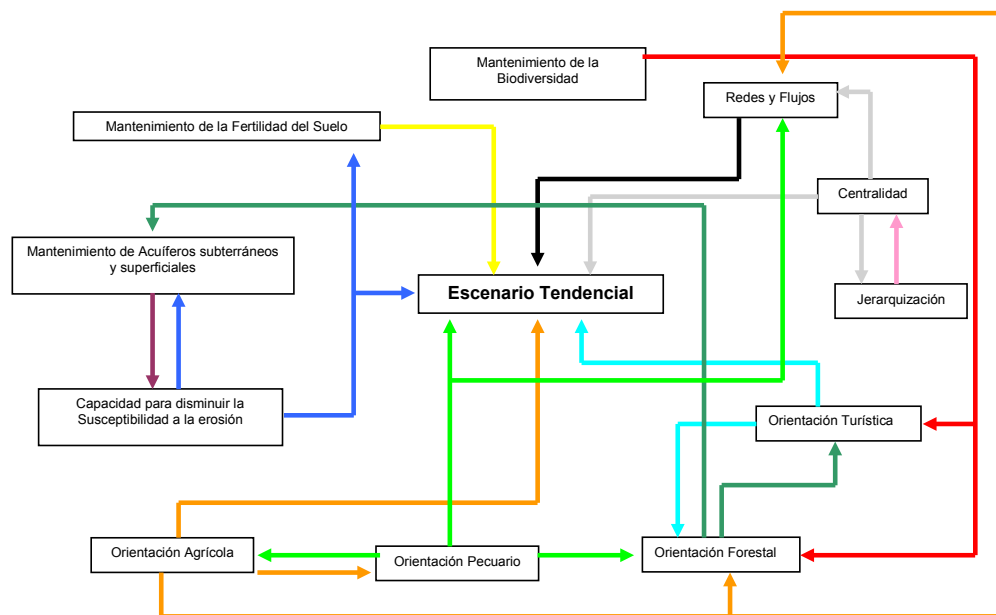 Mantenimiento de la
Biodiversidad
Redes y Flujos
Mantenimiento de la Fertilidad del Suelo
Centralidad
Mantenimiento de Acuíferos subterráneos
y superficiales
Escenario Tendencial
Jerarquización
Capacidad para disminuir la
Susceptibilidad a la erosión
Orientación Turística
Orientación Agrícola
Orientación Pecuario
Orientación Forestal